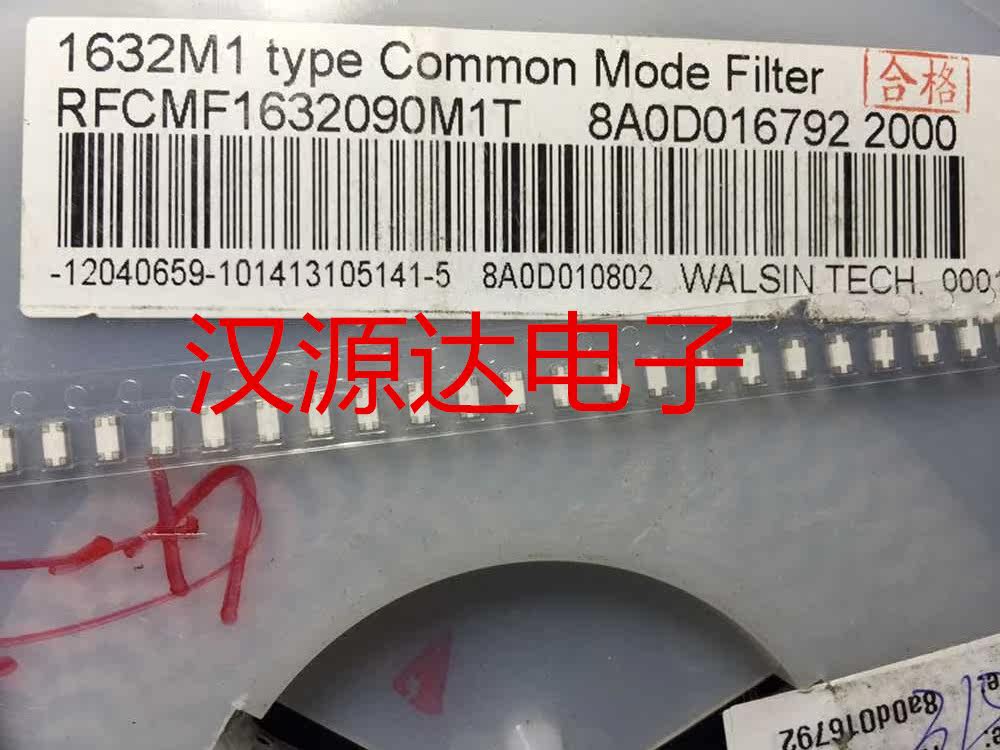 1632M1 type Common Mode Filter
合格
RFCMF1632090M1T 8A0D016792 2000
-12040659-101413105141-5 8A0D010802 WALSIN TECH. 000
汉源达电子
8a0d016792